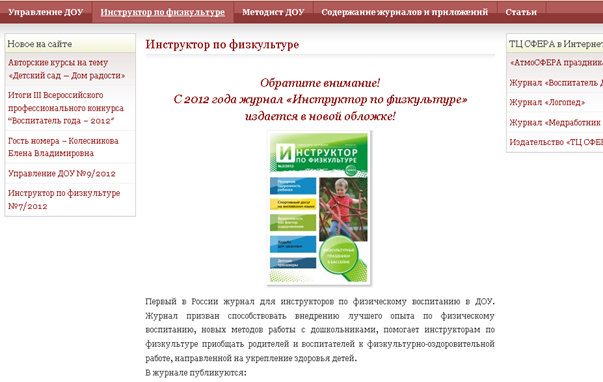 Управление ДОУ
Инструктор по физкультуре
Методист ДОУ
Содержание журналов и приложений
Статьи
Новое на сайте
Авторские курсы на тему
«Детский сад — Дом радости»
Итоги III Всероссийского
профессионального конкурса
"Воспитатель года – 2012"
Гость номера – Колесникова
Елена Владимировна
Управление ДОУ №9/2012
Инструктор по физкультуре
№7/2012
Инструктор по физкультуре
Обратите внимание!
С 2012 года журнал «Инструктор по физкультуре»
издается в новой обложке!
ИНСТРУКТОР
ПО ФИЗКУЛЬТУРЕ
Первый в России журнал для инструкторов по физическому воспитанию в ДОУ.
Журнал призван способствовать внедрению лучшего опыта по физическому
воспитанию, новых методов работы с дошкольниками, помогает инструкторам по
физкультуре приобщать родителей и воспитателей к физкультурно-оздоровительной
работе, направленной на укрепление здоровья детей.
В журнале публикуются:
ТЦ СФЕРА в Интернет
«АтмоСФЕРА праздника
Журнал «Воспитатель Д
Журнал «Логопед»
Журнал «Медработник
Издательство «ТЦ СФЕ